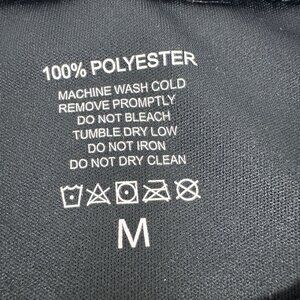 100% POLYESTER
MACHINE WASH COLD
REMOVE PROMPTLY
DO NOT BLEACH
TUMBLE DRY LOW
DO NOT IRON
DO NOT DRY CLEAN
M